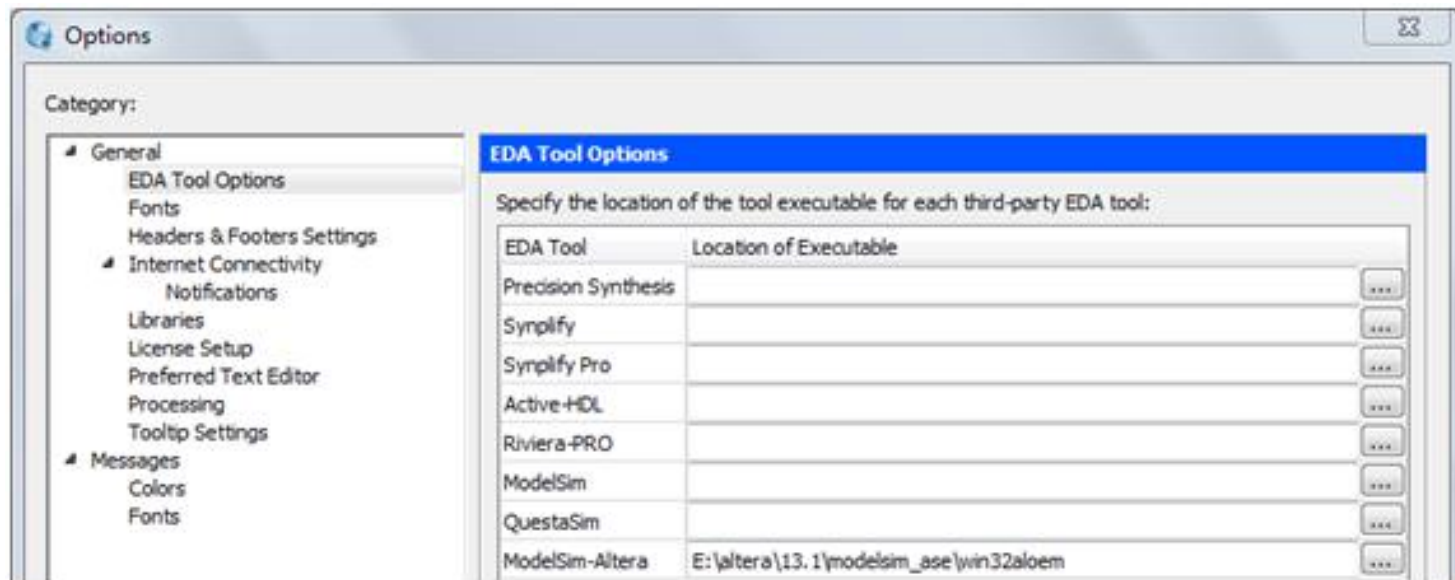 Options
Category:
General
EDA Tool Options
Fonts
Headers & Footers Settings
Internet Connectivity
Notifications
Libraries
License Setup
Preferred Text Editor
Processing
Tooltip Settings
Messages
Colors
Fonts
EDA Tool Options
Specify the location of the tool executable for each third-party EDA tool:
EDA Tool Location of Executable
Precision Synthesis ...
Synplify ...
Synplify Pro ...
Active-HDL ...
Riviera-PRO ...
ModelSim ...
QuestaSim ...
ModelSim-Altera E:\altera\13.1\modelsim_ase\win32aloem ...